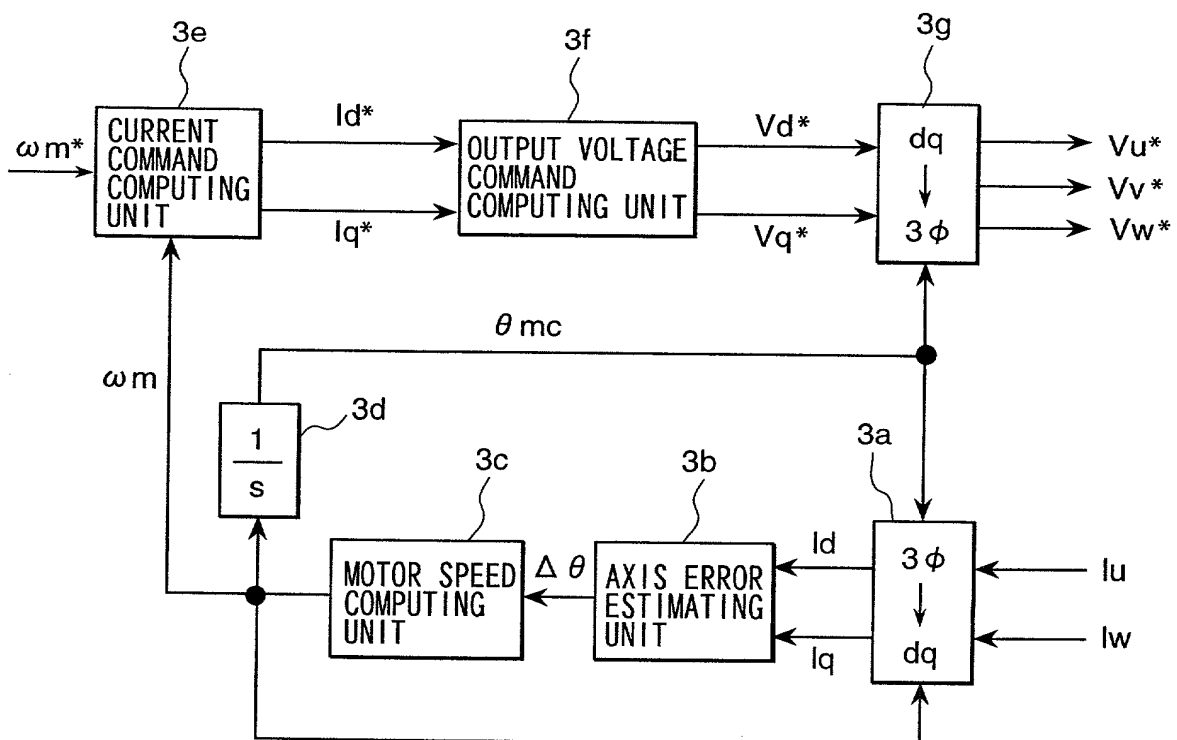 3e
3f
3g
CURRENT
COMMAND
COMPUTING
UNIT
ωm*
Id*
Iq*
OUTPUT VOLTAGE
COMMAND
COMPUTING UNIT
Vd*
Vq*
dq
3φ
Vu*
Vv*
Vw*
θmc
ωm
3d
1
s
3c
MOTOR SPEED
COMPUTING
UNIT
Δθ
3b
AXIS ERROR
ESTIMATING
UNIT
Id
Iq
3a
3φ
dq
Iu
Iw